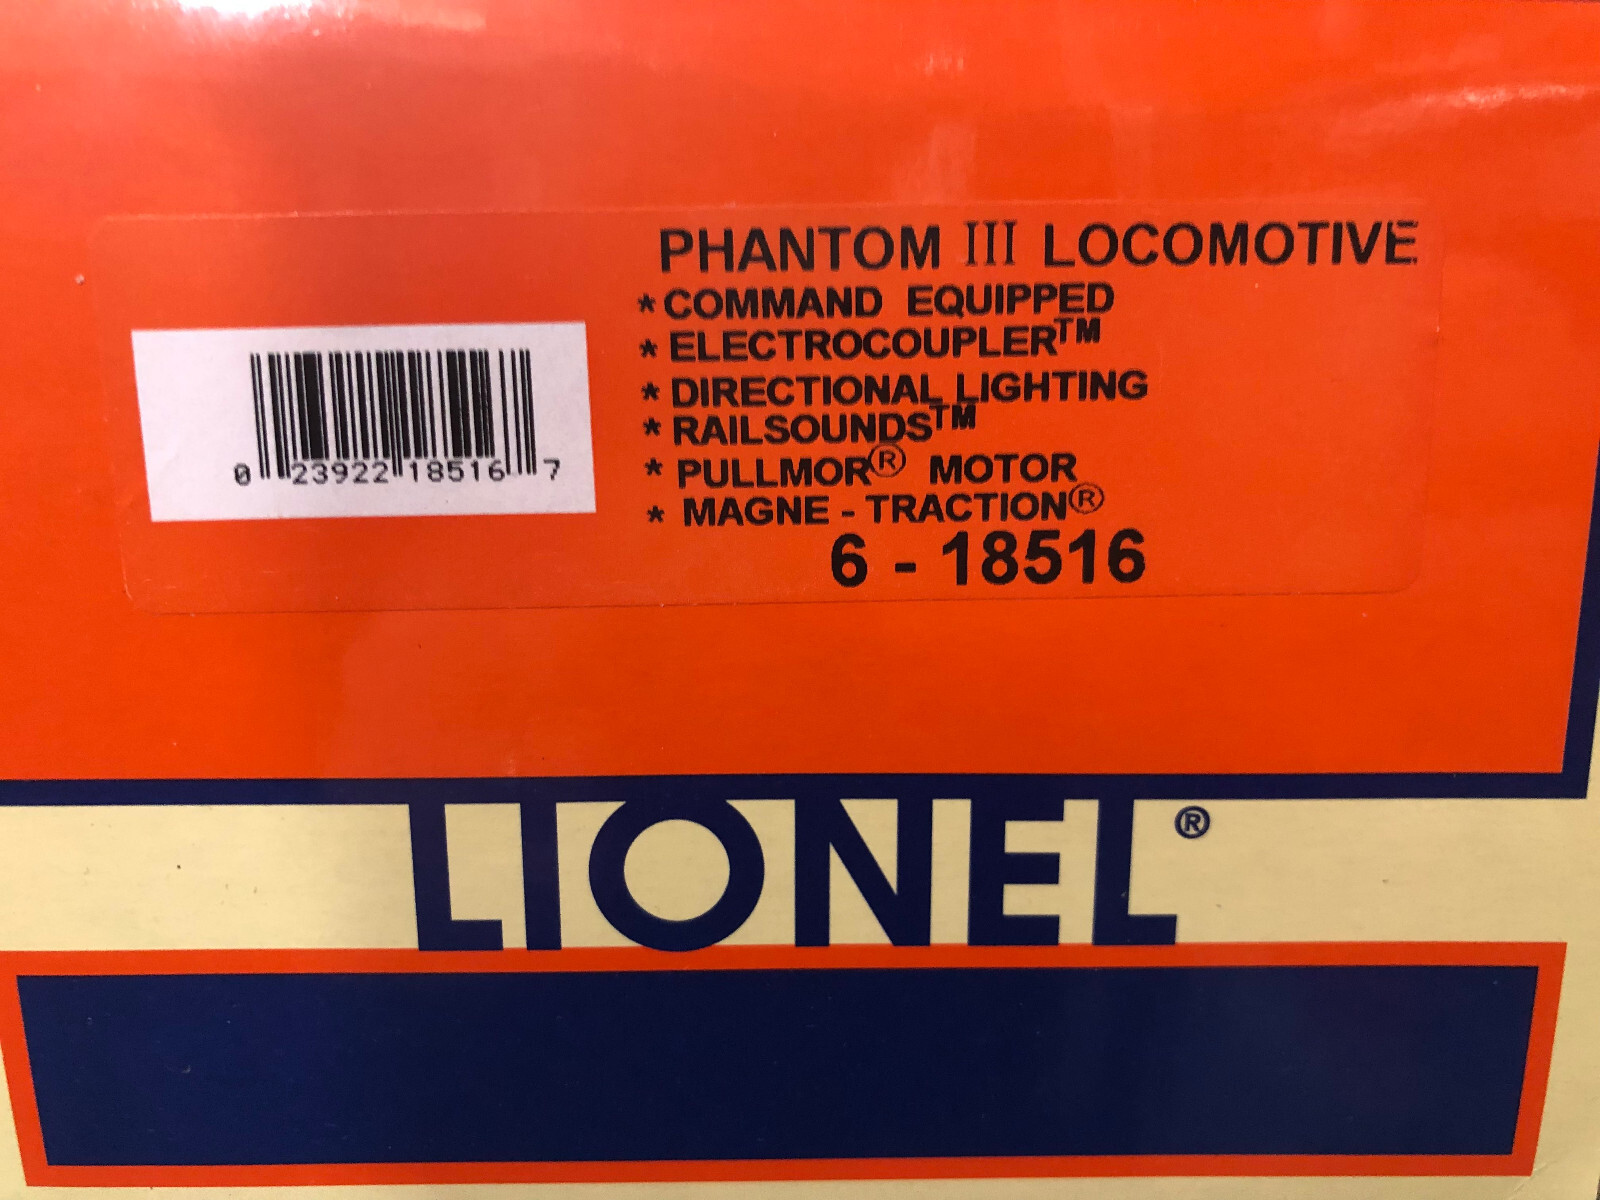 PHANTOM III LOCOMOTIVE
* COMMAND EQUIPPED
* ELECTROCOUPLER™
* DIRECTIONAL LIGHTING
* RAILSOUNDS™
* PULLMOR® MOTOR
* MAGNE - TRACTION®
6 - 18516
0 23922 18516 7
LIONEL®